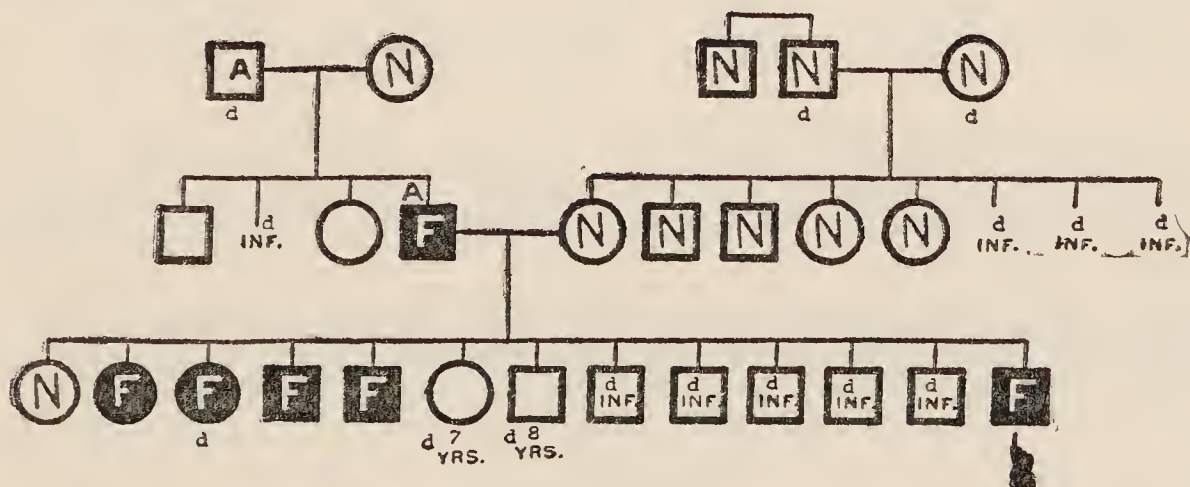 A N N N N
d d d
A
d
INF. F N N N N N d
INF. d
INF. d
INF.
N F F F F d
INF. d
INF. d
INF. d
INF. d
INF. F
d d 7
YRS. d 8
YRS.